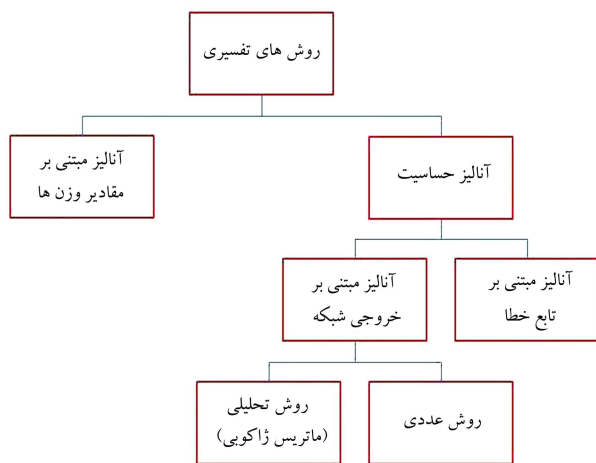 روش های تفسیری
آنالیز حساسیت
آنالیز مبتنی بر
مقادیر وزن ها
آنالیز مبتنی بر
تابع خطا
آنالیز مبتنی بر
خروجی شبکه
روش عددی
روش تحلیلی
(ماتریس ژاکوبی)